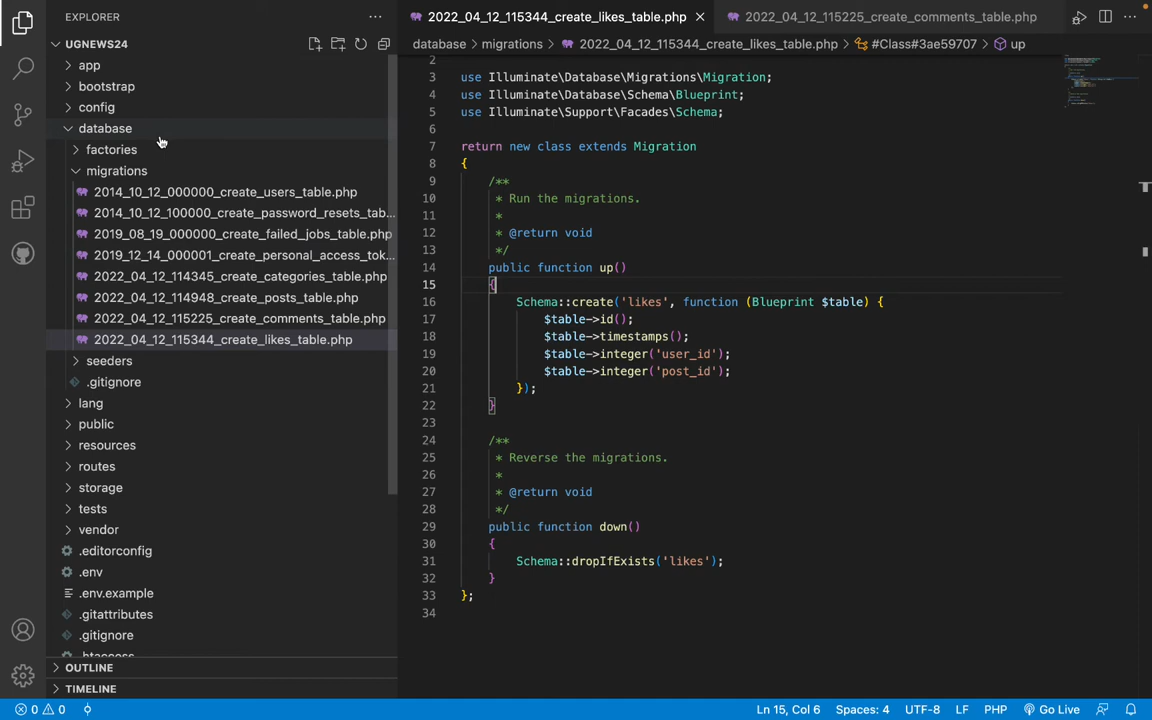 EXPLORER
UGNEWS24
app
bootstrap
config
database
factories
migrations
2014_10_12_000000_create_users_table.php
2014_10_12_100000_create_password_resets_tab...
2019_08_19_000000_create_failed_jobs_table.php
2019_12_14_000001_create_personal_access_tok...
2022_04_12_114345_create_categories_table.php
2022_04_12_114948_create_posts_table.php
2022_04_12_115225_create_comments_table.php
2022_04_12_115344_create_likes_table.php
seeders
.gitignore
lang
public
resources
routes
storage
tests
vendor
.editorconfig
.env
.env.example
.gitattributes
.gitignore
.htaccess
OUTLINE
TIMELINE
2022_04_12_115344_create_likes_table.php
2022_04_12_115225_create_comments_table.php
database > migrations > 2022_04_12_115344_create_likes_table.php > #Class#3ae59707 > up
2
3 use Illuminate\Database\Migrations\Migration;
4 use Illuminate\Database\Schema\Blueprint;
5 use Illuminate\Support\Facades\Schema;
6
7 return new class extends Migration
8 {
9 /**
10 * Run the migrations.
11 *
12 * @return void
13 */
14 public function up()
15 {
16 Schema::create('likes', function (Blueprint $table) {
17 $table->id();
18 $table->timestamps();
19 $table->integer('user_id');
20 $table->integer('post_id');
21 });
22 }
23
24 /**
25 * Reverse the migrations.
26 *
27 * @return void
28 */
29 public function down()
30 {
31 Schema::dropIfExists('likes');
32 }
33 };
34
0 0 Ln 15, Col 6 Spaces: 4 UTF-8 LF PHP Go Live